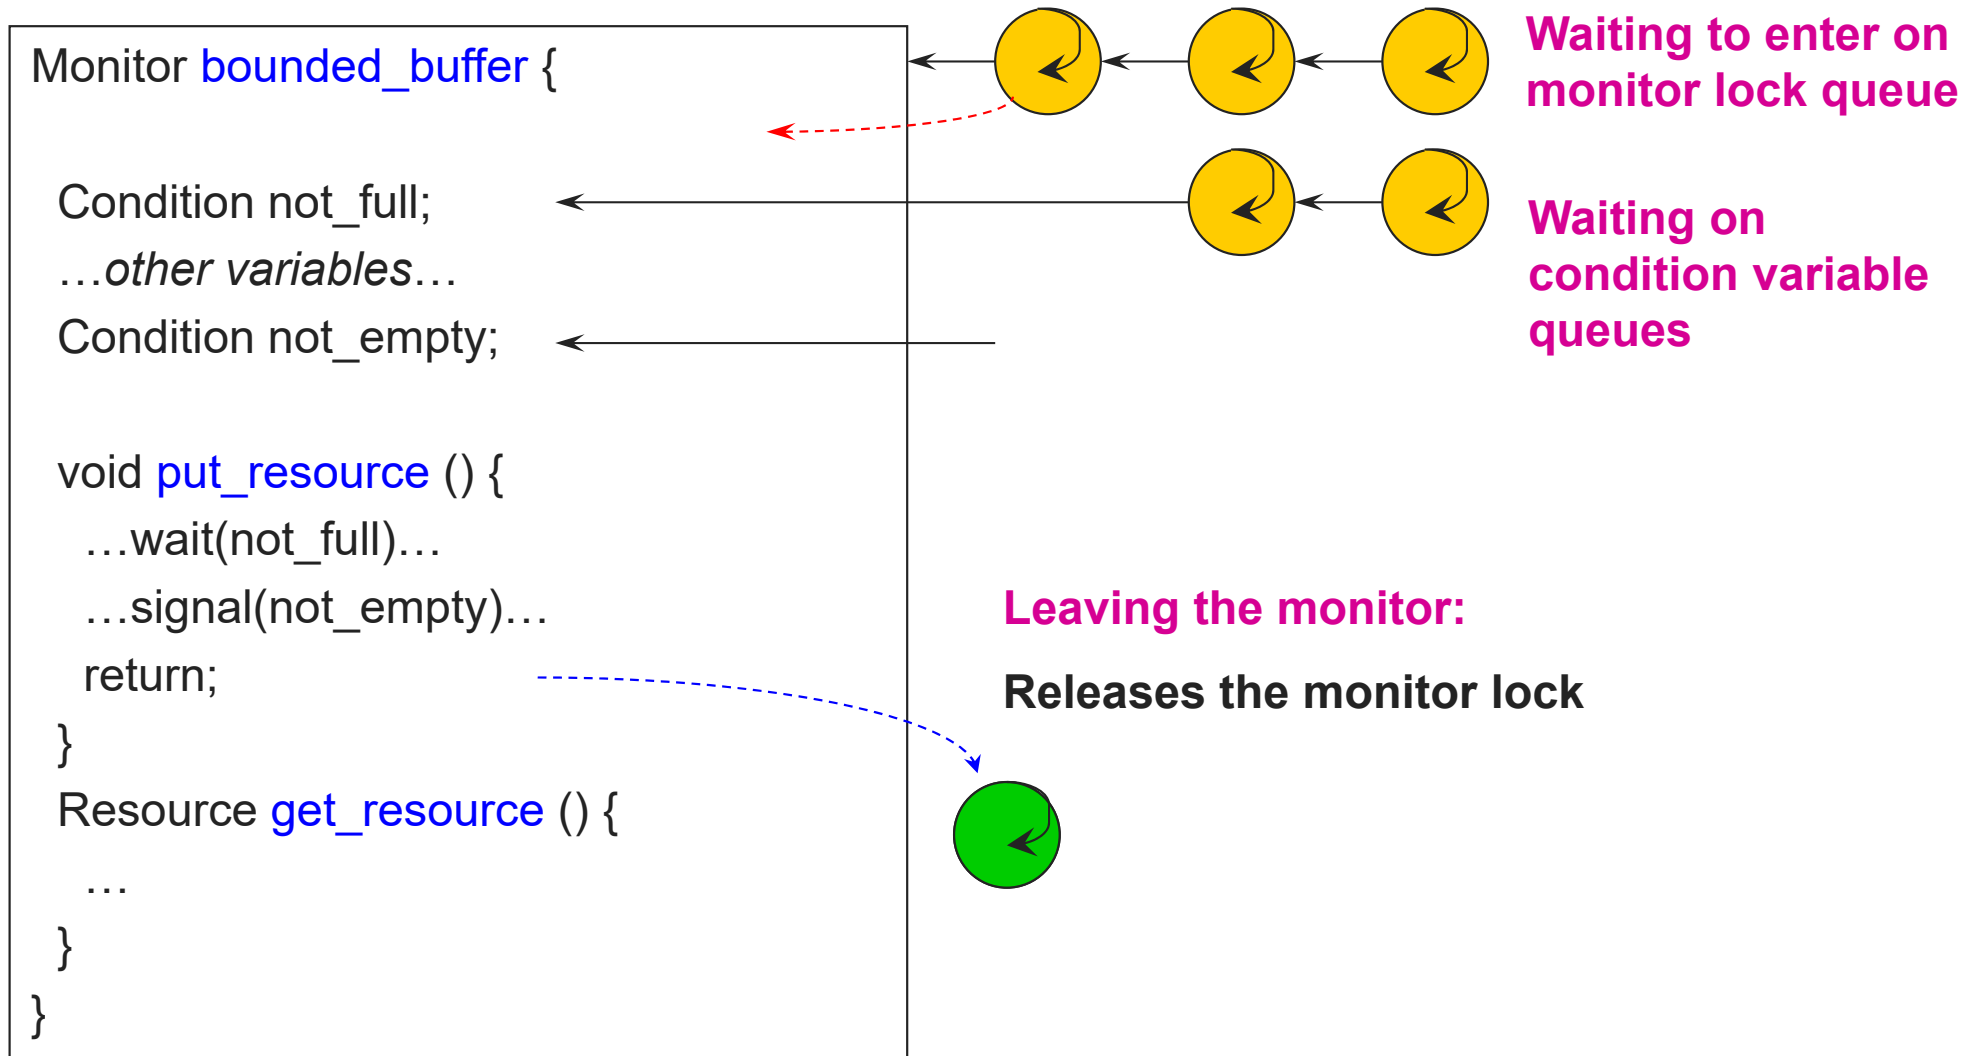 Monitor bounded_buffer {
Condition not_full;
…other variables…
Condition not_empty;
void put_resource () {
…wait(not_full)…
…signal(not_empty)…
return;
}
Resource get_resource () {
…
}
}
Waiting to enter on
monitor lock queue
Waiting on
condition variable
queues
Leaving the monitor:
Releases the monitor lock